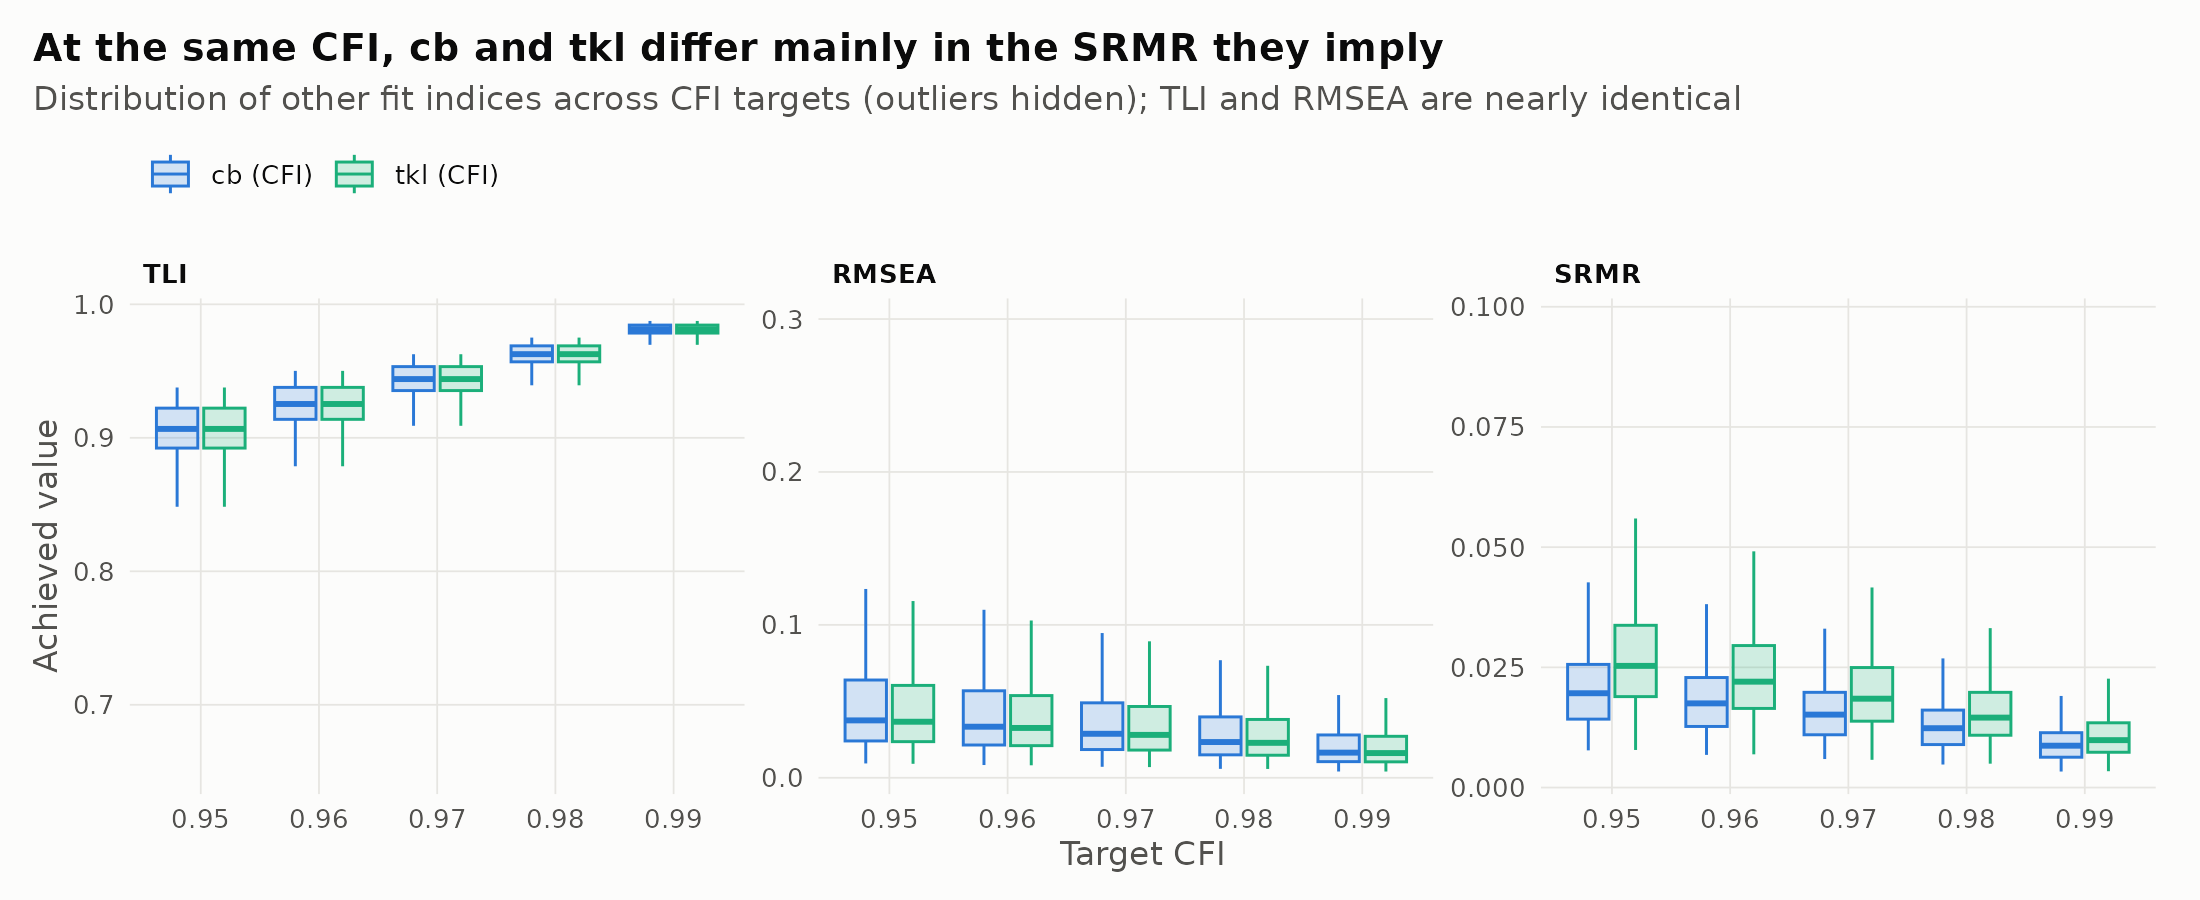 At the same CFI, cb and tkl differ mainly in the SRMR they imply
Distribution of other fit indices across CFI targets (outliers hidden); TLI and RMSEA are nearly identical
cb (CFI) tkl (CFI)
TLI
RMSEA
SRMR
Achieved value
1.0
0.9
0.8
0.7
0.95 0.96 0.97 0.98 0.99
0.3
0.2
0.1
0.0
0.95 0.96 0.97 0.98 0.99
0.100
0.075
0.050
0.025
0.000
0.95 0.96 0.97 0.98 0.99
Target CFI